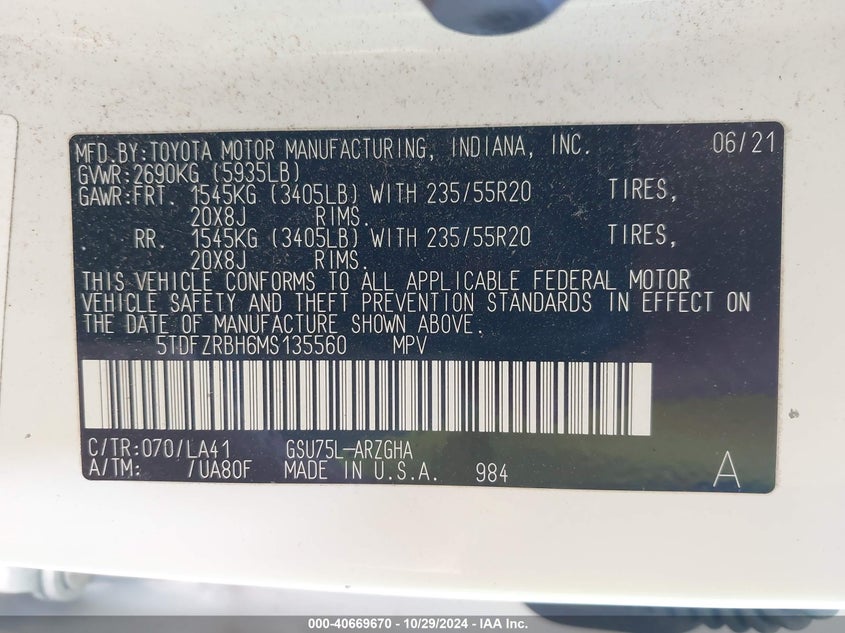 MFD.BY:TOYOTA MOTOR MANUFACTURING, INDIANA, INC. 06/21
GVWR:2690KG (5935LB)
GAWR:FRT. 1545KG (3405LB) WITH 235/55R20 TIRES,
20X8J RIMS.
. RR. 1545KG (3405LB) WITH 235/55R20 TIRES,
20X8J RIMS.
THIS VEHICLE CONFORMS TO ALL APPLICABLE FEDERAL MOTOR
VEHICLE SAFETY AND THEFT PREVENTION STANDARDS IN EFFECT ON
THE DATE OF MANUFACTURE SHOWN ABOVE.
5TDFZRBH6MS135560 MPV
C/TR:070/LA41 GSU75L-ARZGHA
A/TM: /UA80F MADE IN U.S.A. 984 A
000-40669670 - 10/29/2024 - IAA Inc.